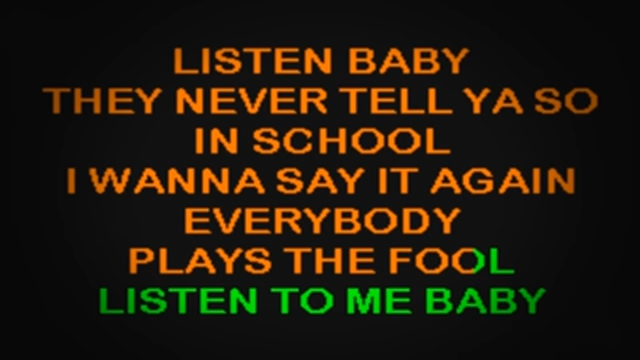 LISTEN BABY
THEY NEVER TELL YA SO
IN SCHOOL
I WANNA SAY IT AGAIN
EVERYBODY
PLAYS THE FOOL
LISTEN TO ME BABY